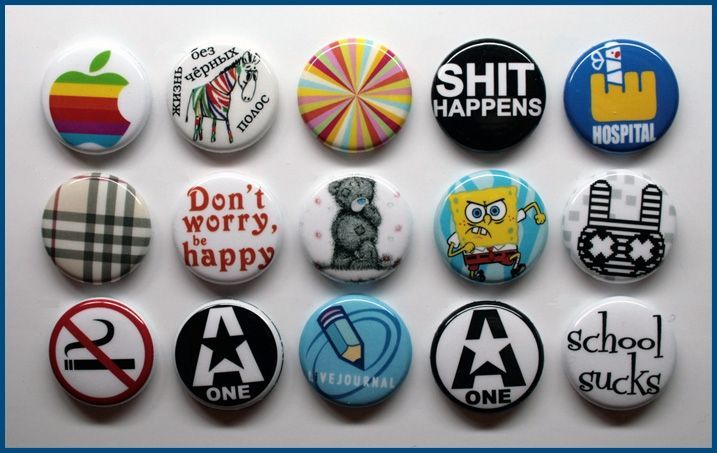 жизнь без чёрных полос
SHIT
HAPPENS
HOSPITAL
Don't
worry,
be
happy
A
ONE
LIVEJOURNAL
A
ONE
school
sucks